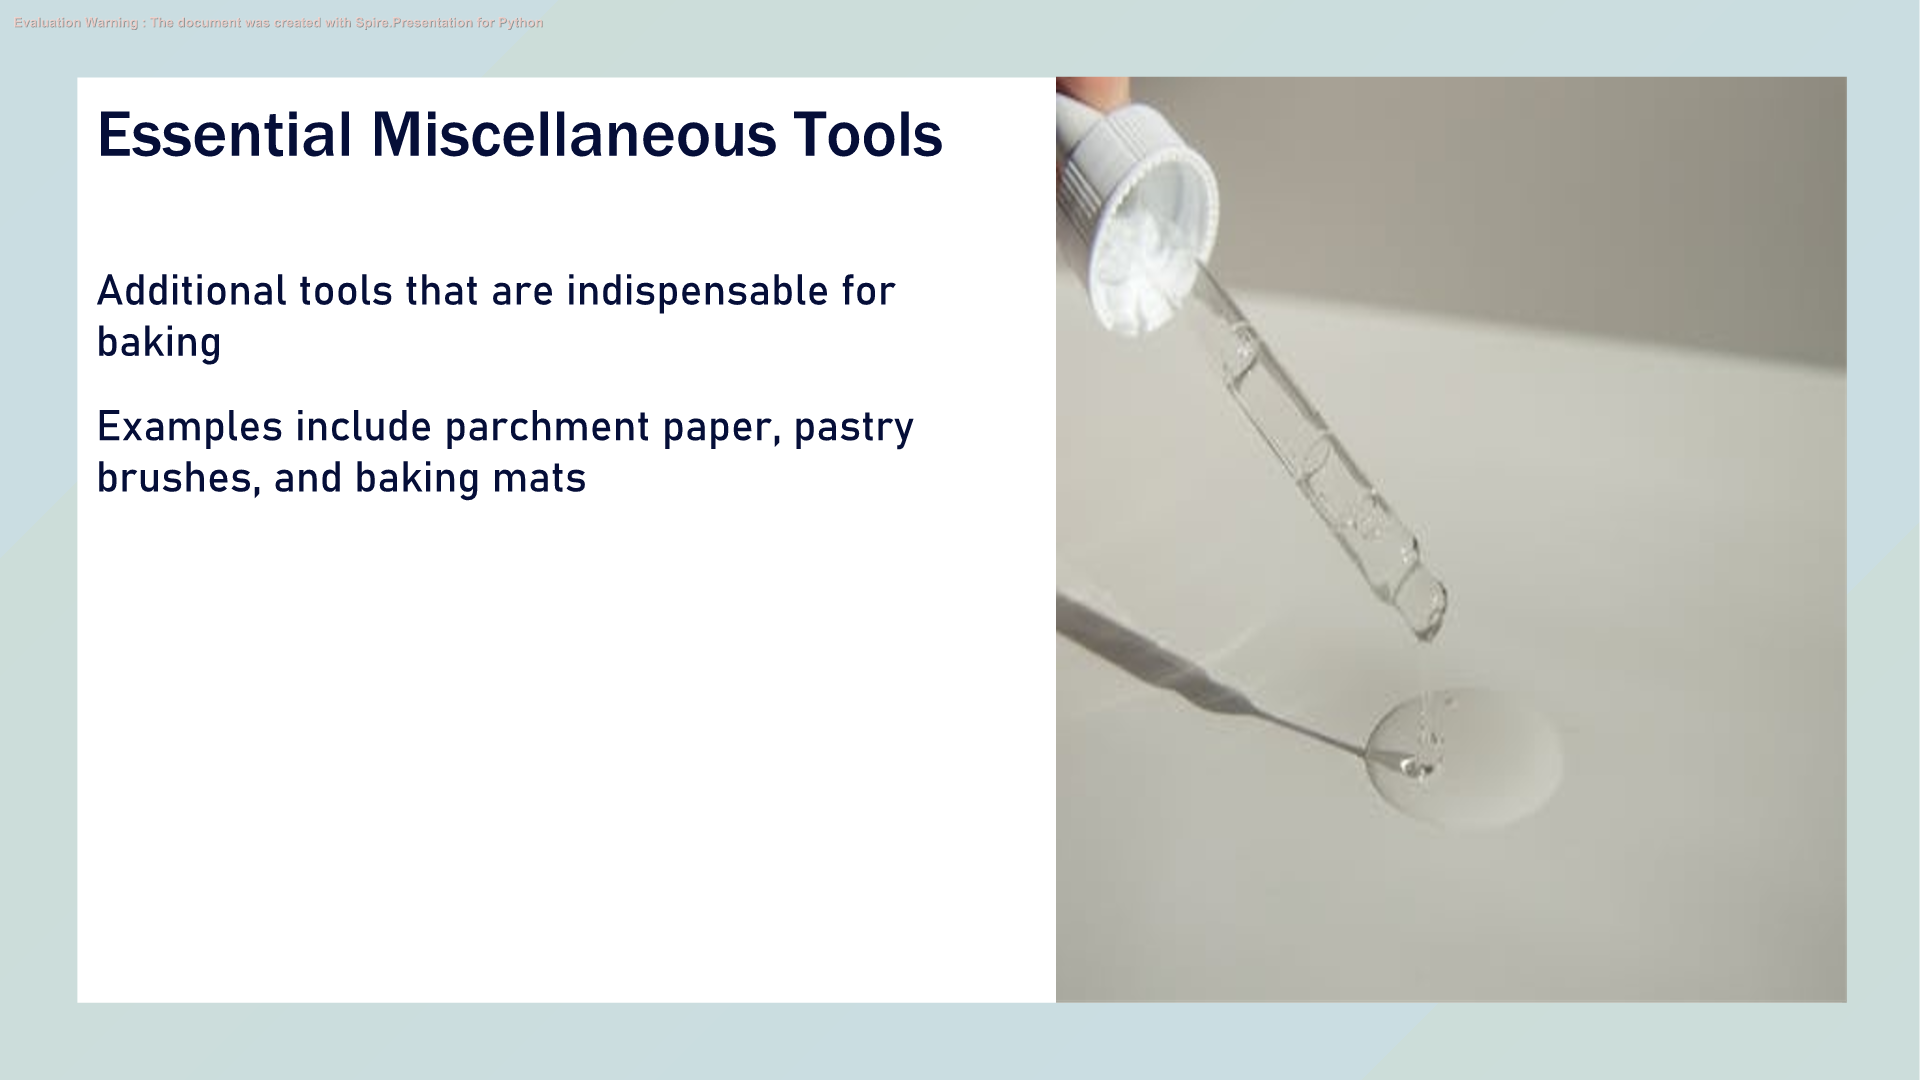 Evaluation Warning : The document was created with Spire.Presentation for Python
Essential Miscellaneous Tools
Additional tools that are indispensable for
baking
Examples include parchment paper, pastry
brushes, and baking mats